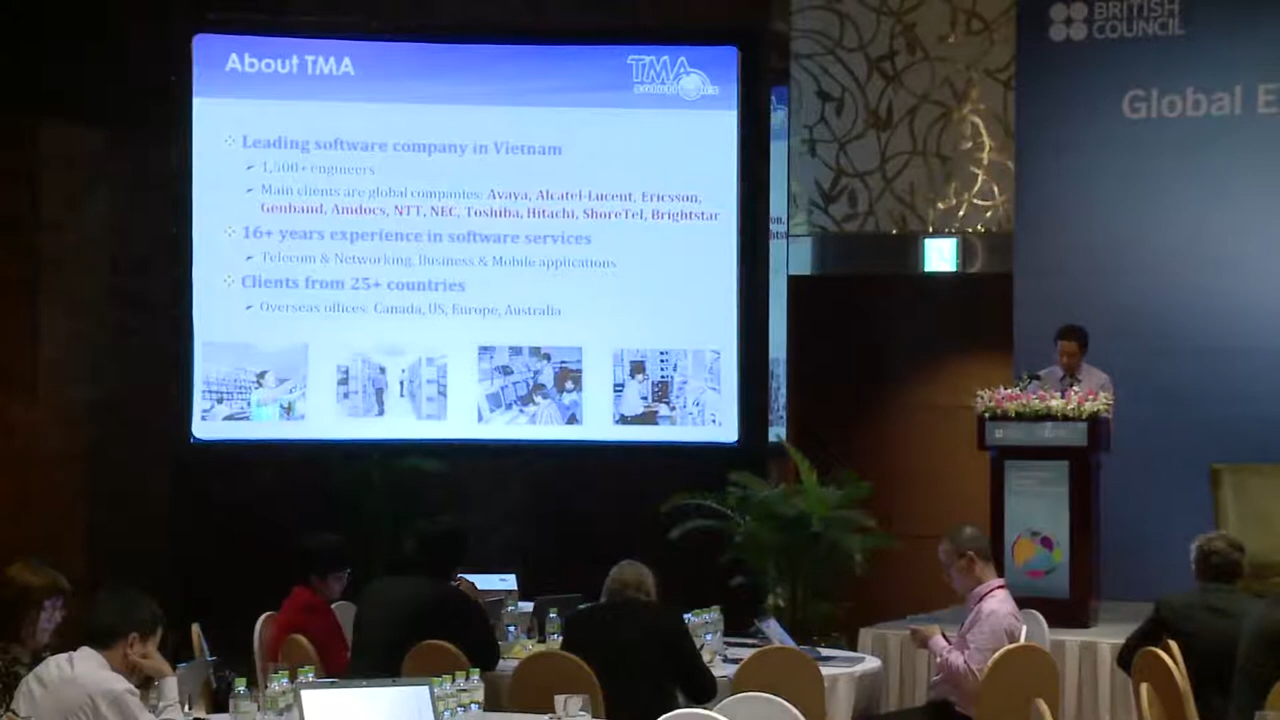 About TMA
TMA
solutions
Leading software company in Vietnam
1,500+ engineers
Main clients are global companies: Avaya, Alcatel-Lucent, Ericsson,
Genband, Amdocs, NTT, NEC, Toshiba, Hitachi, ShoreTel, Brightstar
16+ years experience in software services
Telecom & Networking, Business & Mobile applications
Clients from 25+ countries
Overseas offices: Canada, US, Europe, Australia
BRITISH
COUNCIL
Global E